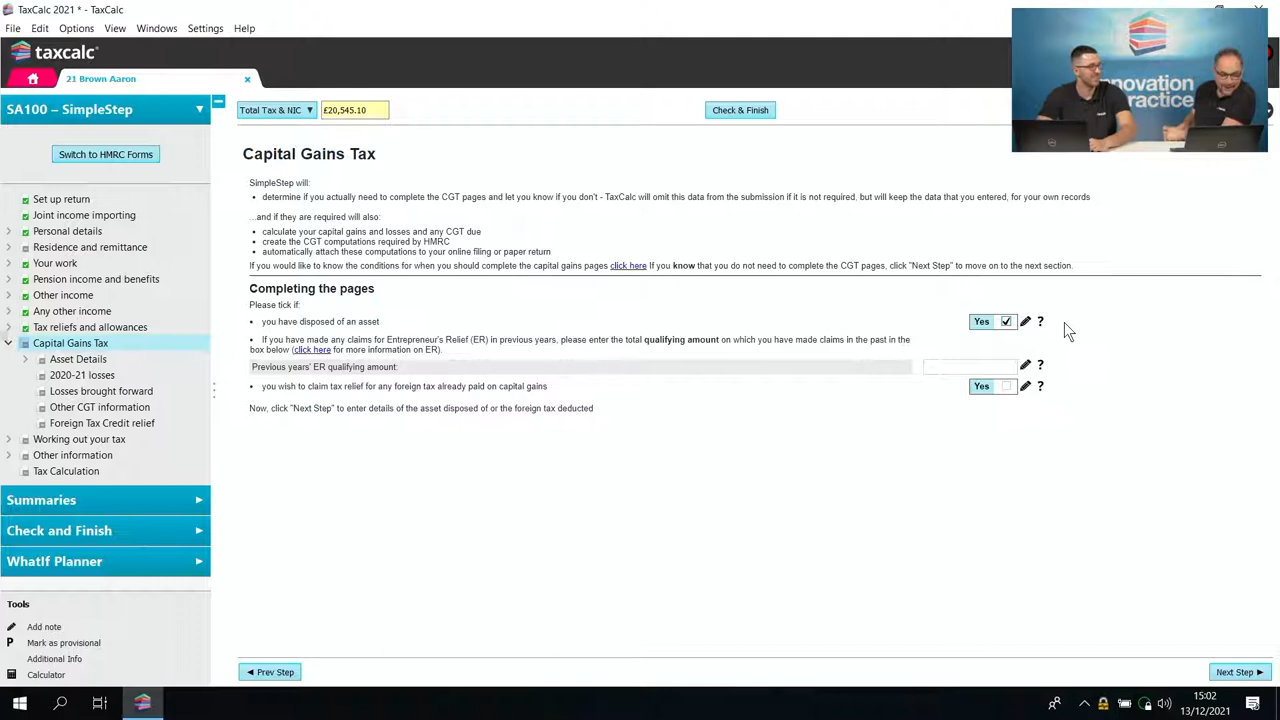 TaxCalc 2021 * - TaxCalc
File Edit Options View Windows Settings Help
taxcalc
21 Brown Aaron ×
nnovation
practice
SA100 – SimpleStep
Total Tax & NIC £20,545.10 Check & Finish
Switch to HMRC Forms
Set up return
Joint income importing
Personal details
Residence and remittance
Your work
Pension income and benefits
Other income
Any other income
Tax reliefs and allowances
Capital Gains Tax
Asset Details
2020-21 losses
Losses brought forward
Other CGT information
Foreign Tax Credit relief
Working out your tax
Other information
Tax Calculation
Summaries
Check and Finish
WhatIf Planner
Tools
Add note
P Mark as provisional
Additional Info
Calculator
Capital Gains Tax
SimpleStep will:
• determine if you actually need to complete the CGT pages and let you know if you don't - TaxCalc will omit this data from the submission if it is not required, but will keep the data that you entered, for your own records
...and if they are required will also:
• calculate your capital gains and losses and any CGT due
• create the CGT computations required by HMRC
• automatically attach these computations to your online filing or paper return
If you would like to know the conditions for when you should complete the capital gains pages click here If you know that you do not need to complete the CGT pages, click "Next Step" to move on to the next section.
Completing the pages
Please tick if:
• you have disposed of an asset Yes ?
• If you have made any claims for Entrepreneur's Relief (ER) in previous years, please enter the total qualifying amount on which you have made claims in the past in the
box below (click here for more information on ER).
Previous years' ER qualifying amount: ?
• you wish to claim tax relief for any foreign tax already paid on capital gains Yes ?
Now, click "Next Step" to enter details of the asset disposed of or the foreign tax deducted
Prev Step Next Step
15:02
13/12/2021